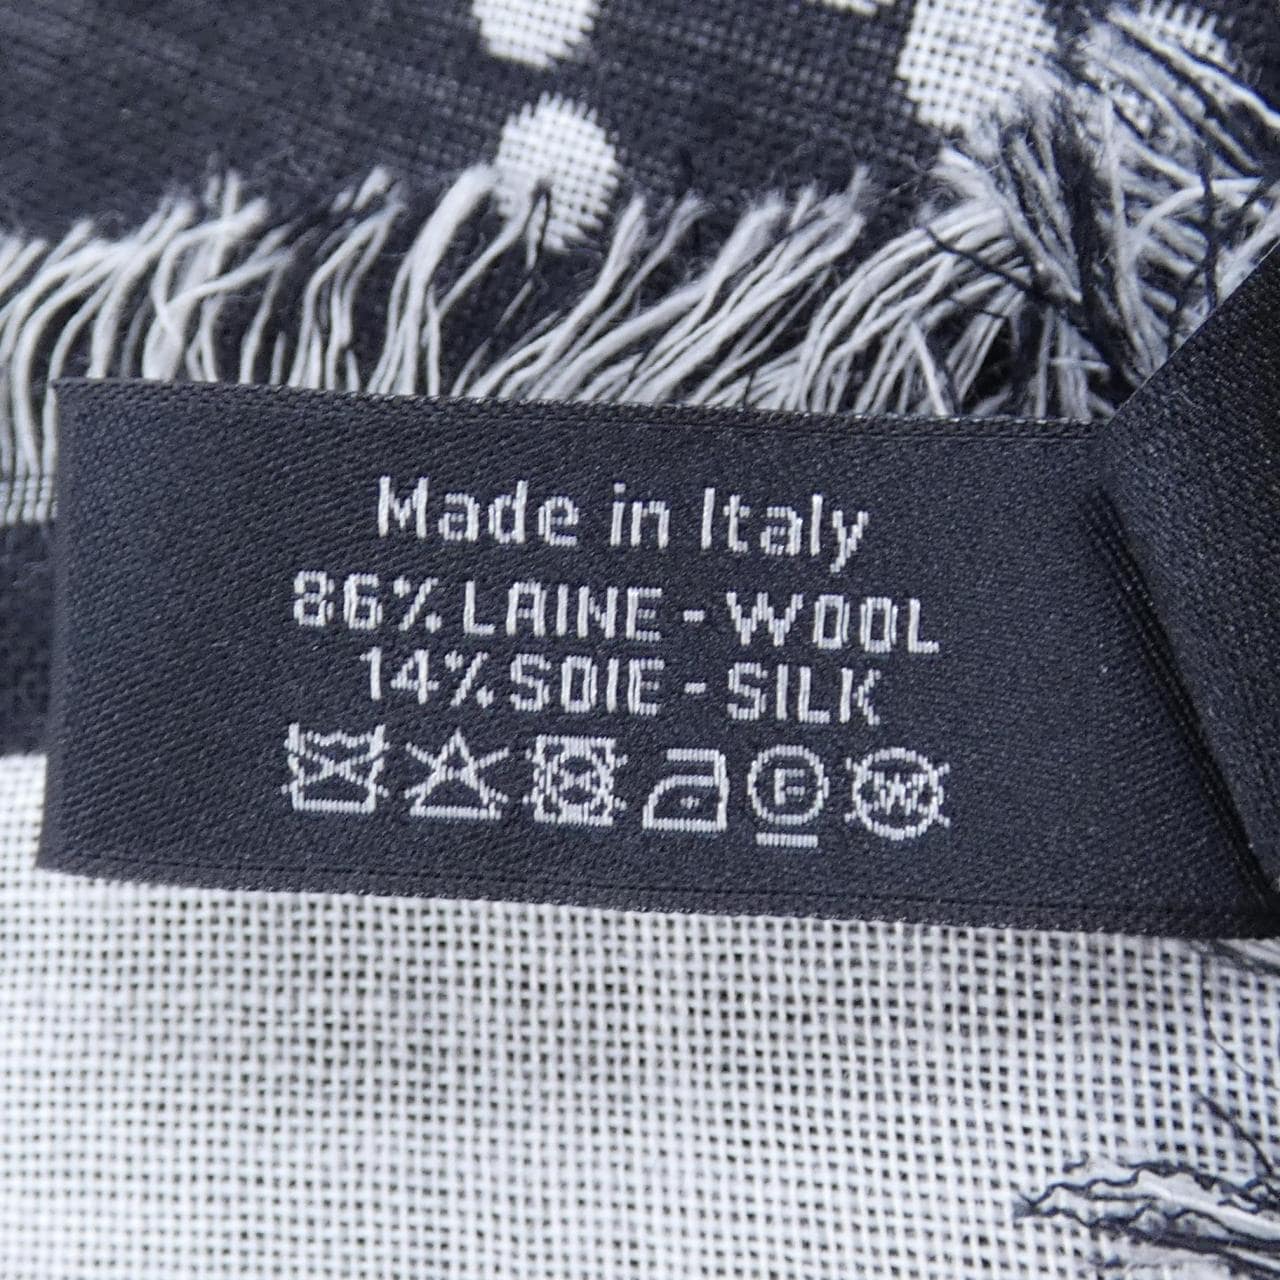 Made in Italy
86% LAINE - WOOL
14% SOIE - SILK
F W